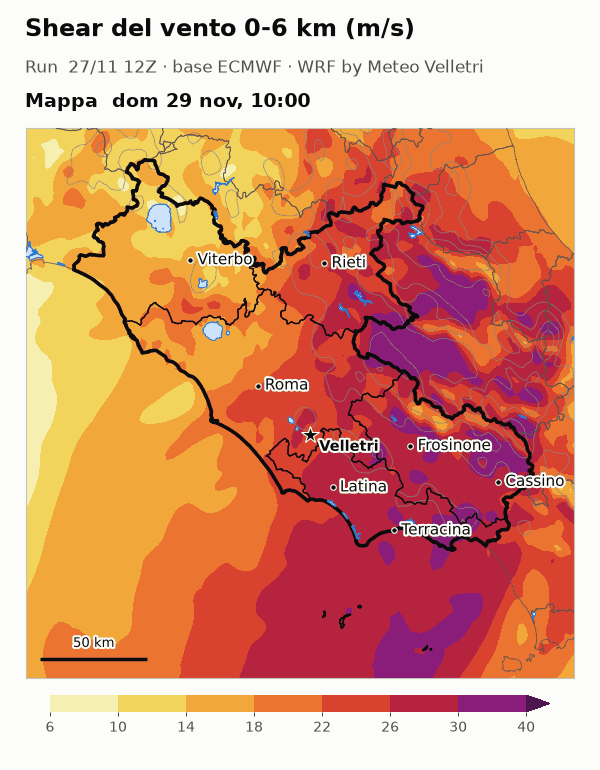 Shear del vento 0-6 km (m/s)
Run  27/11 12Z · base ECMWF · WRF by Meteo Velletri
Mappa  dom 29 nov, 10:00
Viterbo
Rieti
Roma
Velletri
Frosinone
Cassino
Latina
Terracina
50 km
6 10 14 18 22 26 30 40